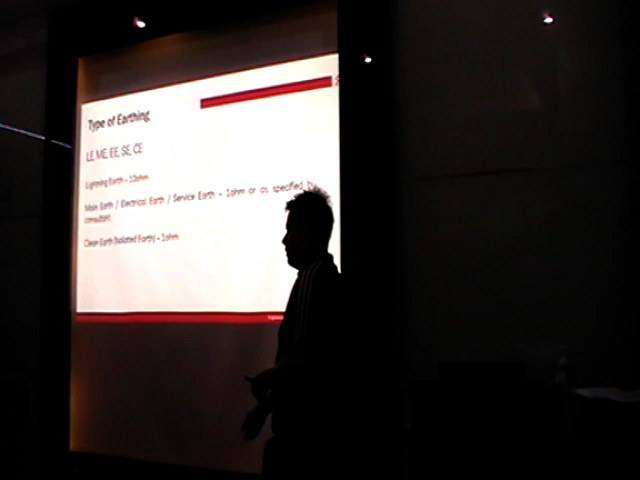 Type of Earthing
LE, ME, EE, SE, CE
Lightning Earth – 10ohm
Main Earth / Electrical Earth / Service Earth – 1ohm or as specified by
consultant
Clean Earth (Isolated Earth) – 1ohm